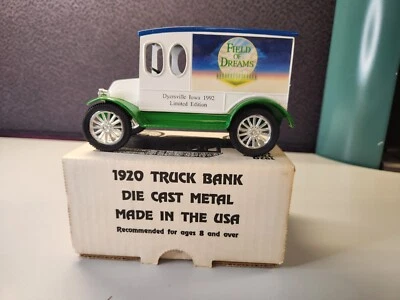 FIELD
OF
DREAMS
Dyersville Iowa 1992
Limited Edition
1920 TRUCK BANK
DIE CAST METAL
MADE IN THE USA
Recommended for ages 8 and over